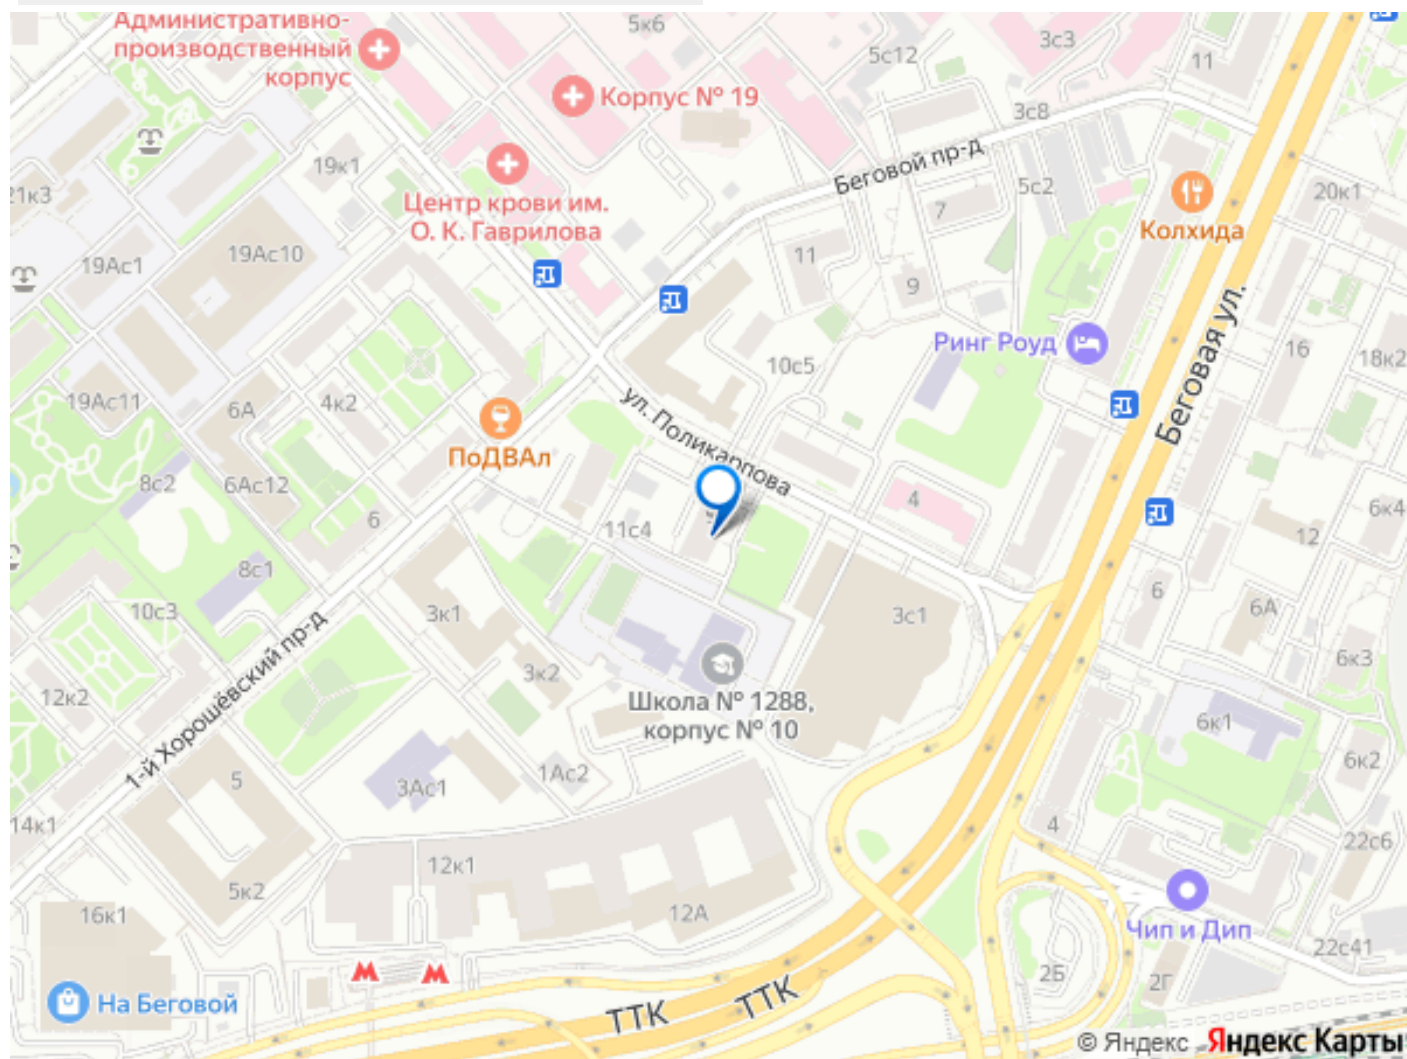 Административно-
производственный
корпус
5к6
Корпус № 19
5с12
3с3
11
3с8
Беговой пр-д
19к1
Центр крови им.
О. К. Гаврилова
5с2
7
20к1
Колхида
21к3
19Ас1
19Ас10
11
9
Беговая ул.
Ринг Роуд
16
18к2
10с5
19Ас11
6А
4к2
ул. Поликарпова
ПоДВАл
8с2
6Ас12
6
11с4
4
6к4
12
8с1
10с3
3к1
3с1
6
6А
6к3
1-й Хорошёвский пр-д
12к2
3к2
Школа № 1288,
корпус № 10
6к1
6к2
5
3Ас1
1Ас2
14к1
4
22с6
12к1
5к2
16к1
12А
Чип и Дип
22с41
2Б
2Г
На Беговой
ТТК
ТТК
© Яндекс Яндекс Карты